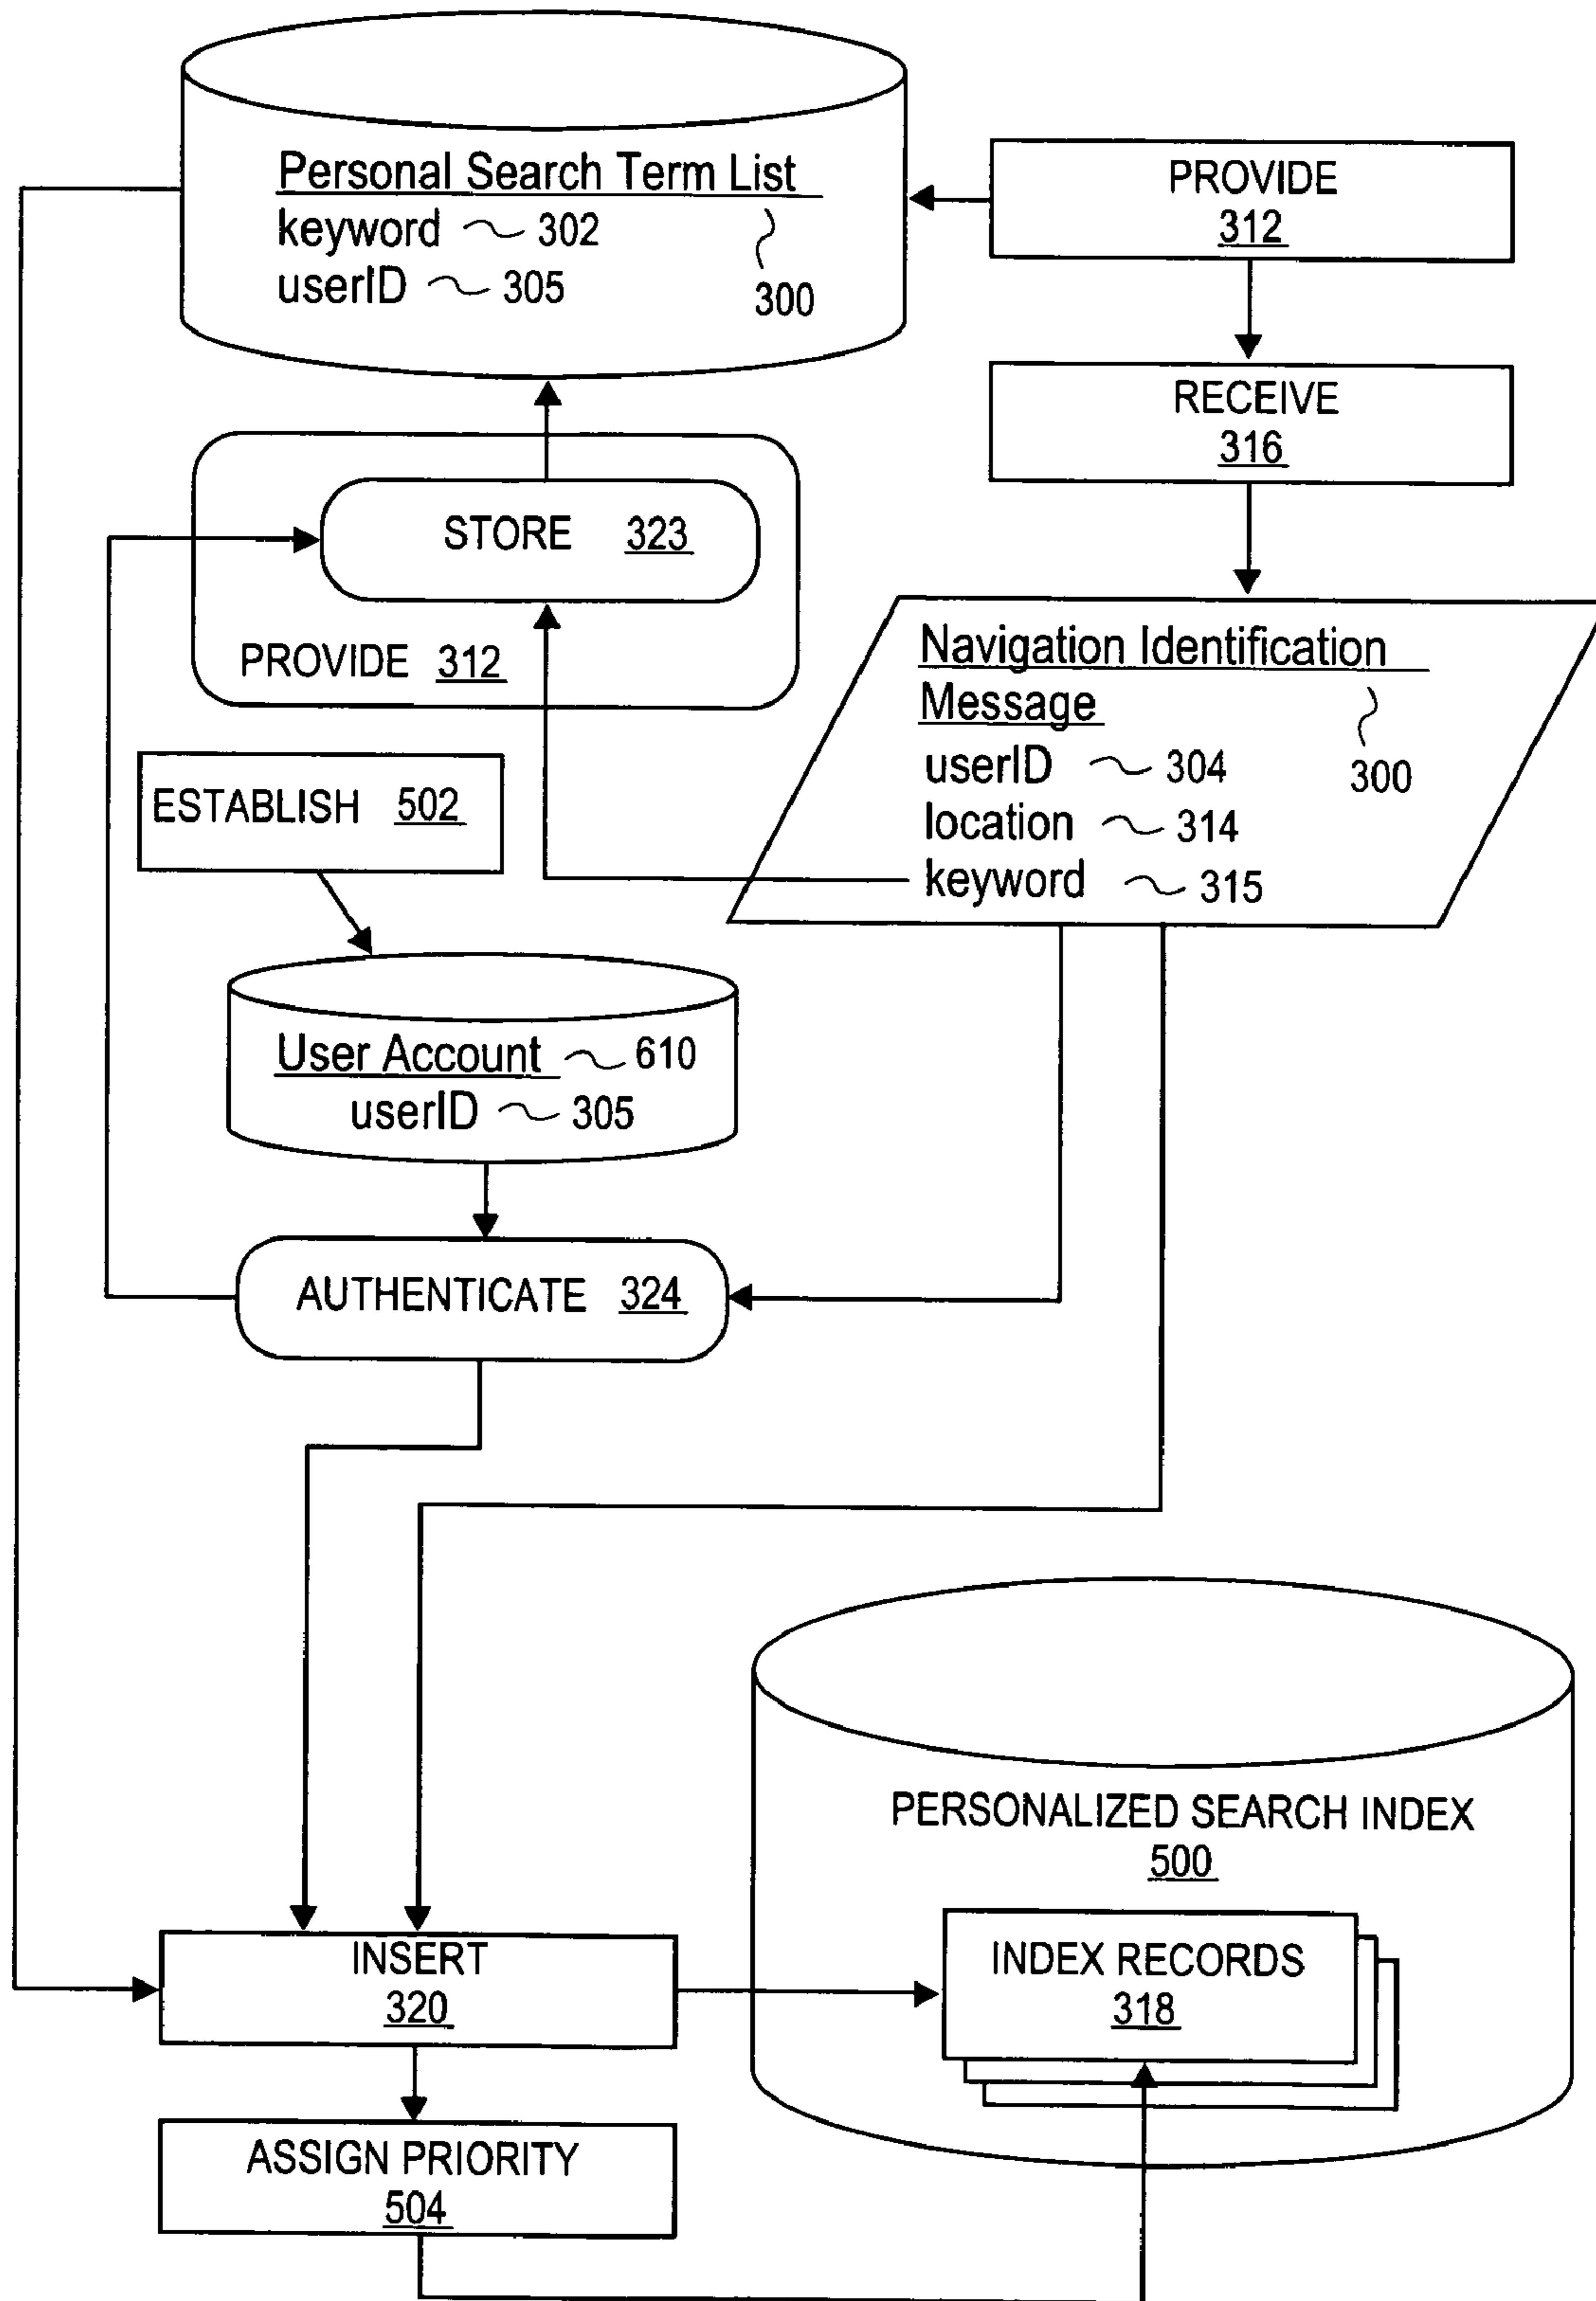 Personal Search Term List
keyword 302
userID 305
300
PROVIDE
312
RECEIVE
316
STORE 323
PROVIDE 312
Navigation Identification
Message
userID 304
location 314
keyword 315
300
ESTABLISH 502
User Account 610
userID 305
AUTHENTICATE 324
PERSONALIZED SEARCH INDEX
500
INDEX RECORDS
318
INSERT
320
ASSIGN PRIORITY
504